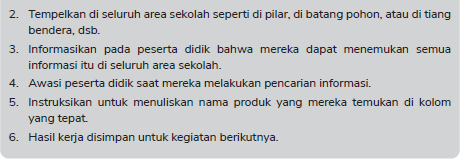 2. Tempelkan di seluruh area sekolah seperti di pilar, di batang pohon, atau di tiang
bendera, dsb.
3. Informasikan pada peserta didik bahwa mereka dapat menemukan semua
informasi itu di seluruh area sekolah.
4. Awasi peserta didik saat mereka melakukan pencarian informasi.
5. Instruksikan untuk menuliskan nama produk yang mereka temukan di kolom
yang tepat.
6. Hasil kerja disimpan untuk kegiatan berikutnya.